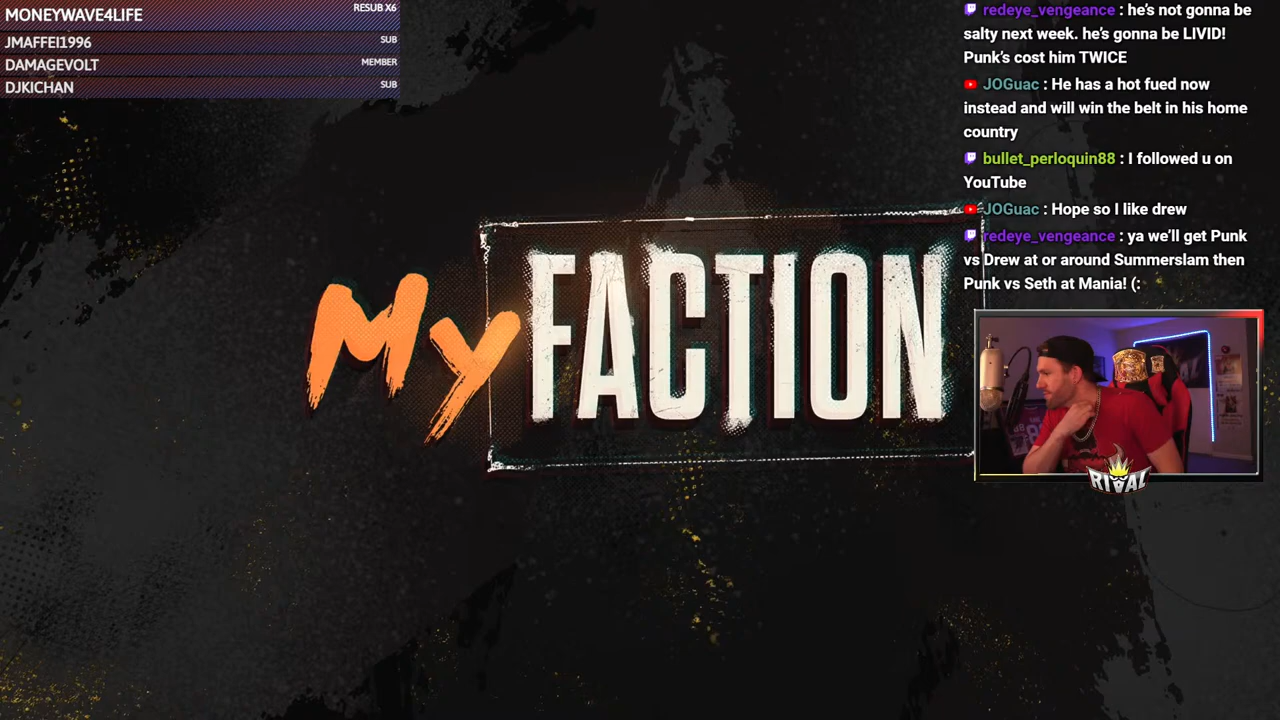 MONEYWAVE4LIFE RESUB X6
JMAFFEI1996 SUB
DAMAGEVOLT MEMBER
DJKICHAN SUB
redeye_vengeance : he's not gonna be
salty next week. he's gonna be LIVID!
Punk's cost him TWICE
JOGuac : He has a hot fued now
instead and will win the belt in his home
country
bullet_perloquin88 : I followed u on
YouTube
JOGuac : Hope so I like drew
redeye_vengeance : ya we'll get Punk
vs Drew at or around Summerslam then
Punk vs Seth at Mania! (:
My FACTION
RIVAL